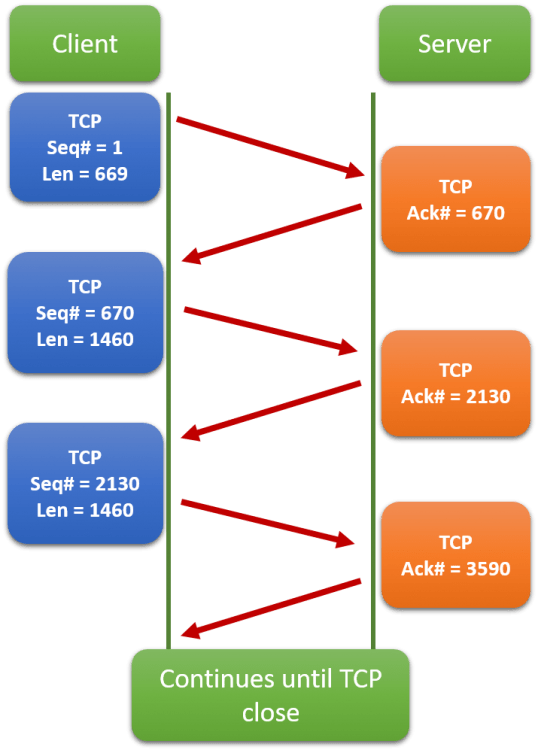 Client
Server
TCP
Seq# = 1
Len = 669
TCP
Ack# = 670
TCP
Seq# = 670
Len = 1460
TCP
Ack# = 2130
TCP
Seq# = 2130
Len = 1460
TCP
Ack# = 3590
Continues until TCP
close